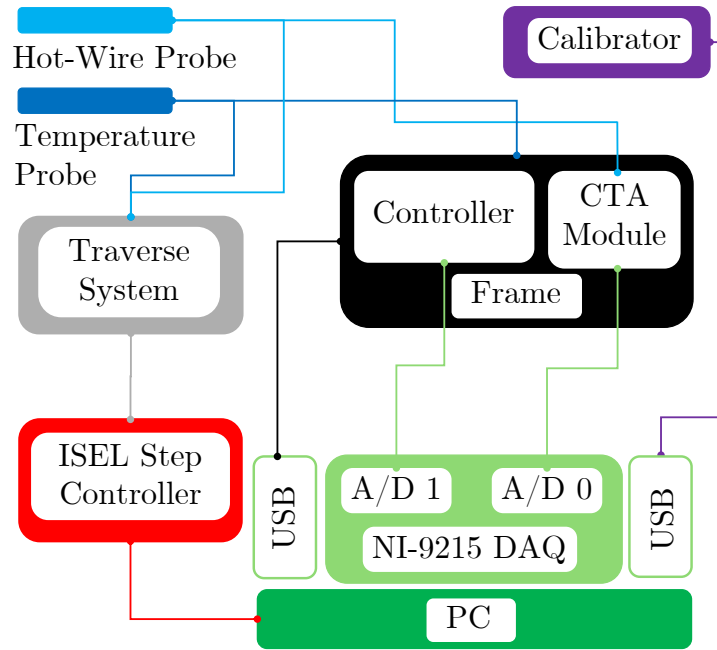 Calibrator
Hot-Wire Probe
Temperature
Probe
Controller
CTA
Module
Traverse
System
Frame
ISEL Step
Controller
USB
A/D 1
A/D 0
USB
NI-9215 DAQ
PC